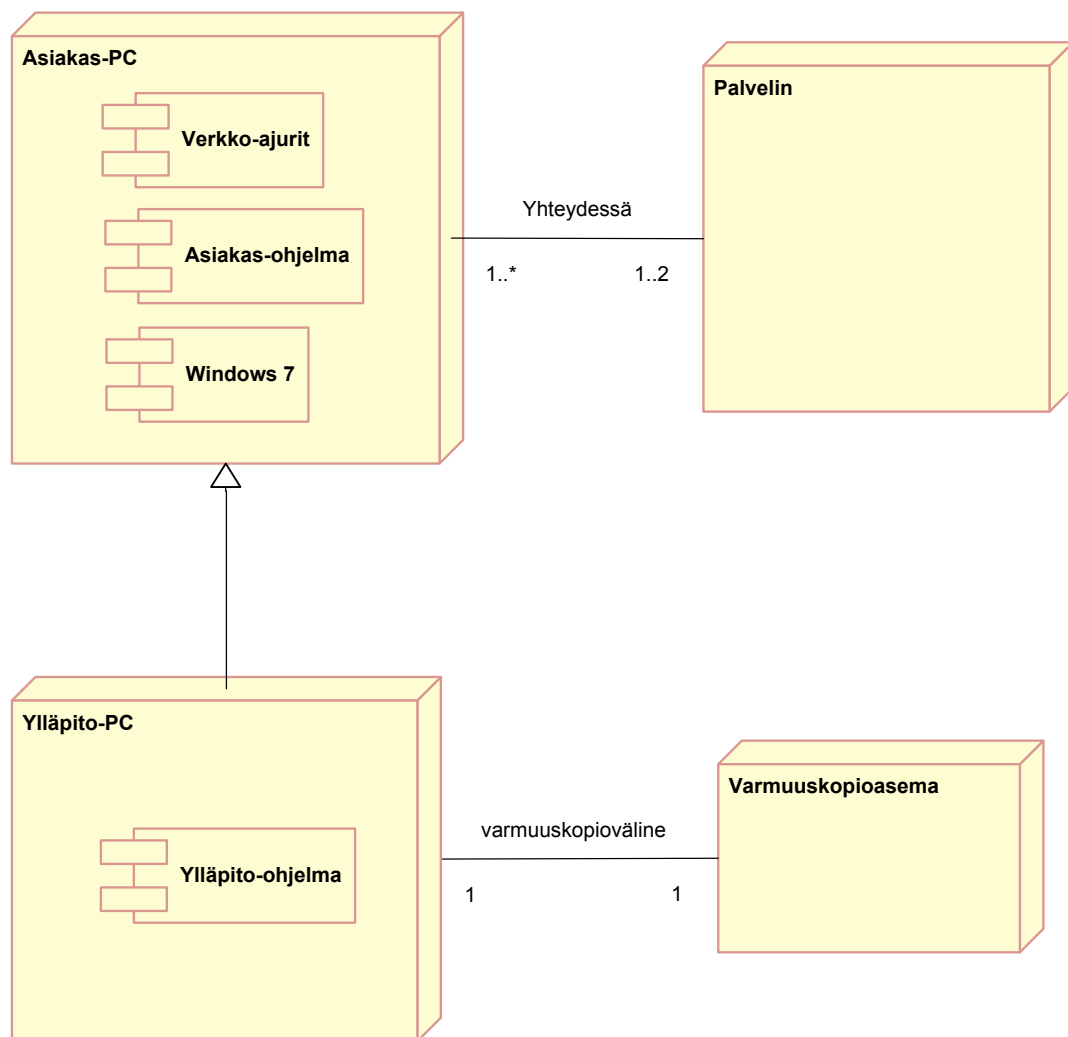 Asiakas-PC
Verkko-ajurit
Asiakas-ohjelma
Windows 7
Palvelin
Yhteydessä
1..*
1..2
Ylläpito-PC
Ylläpito-ohjelma
varmuuskopioväline
1
1
Varmuuskopioasema